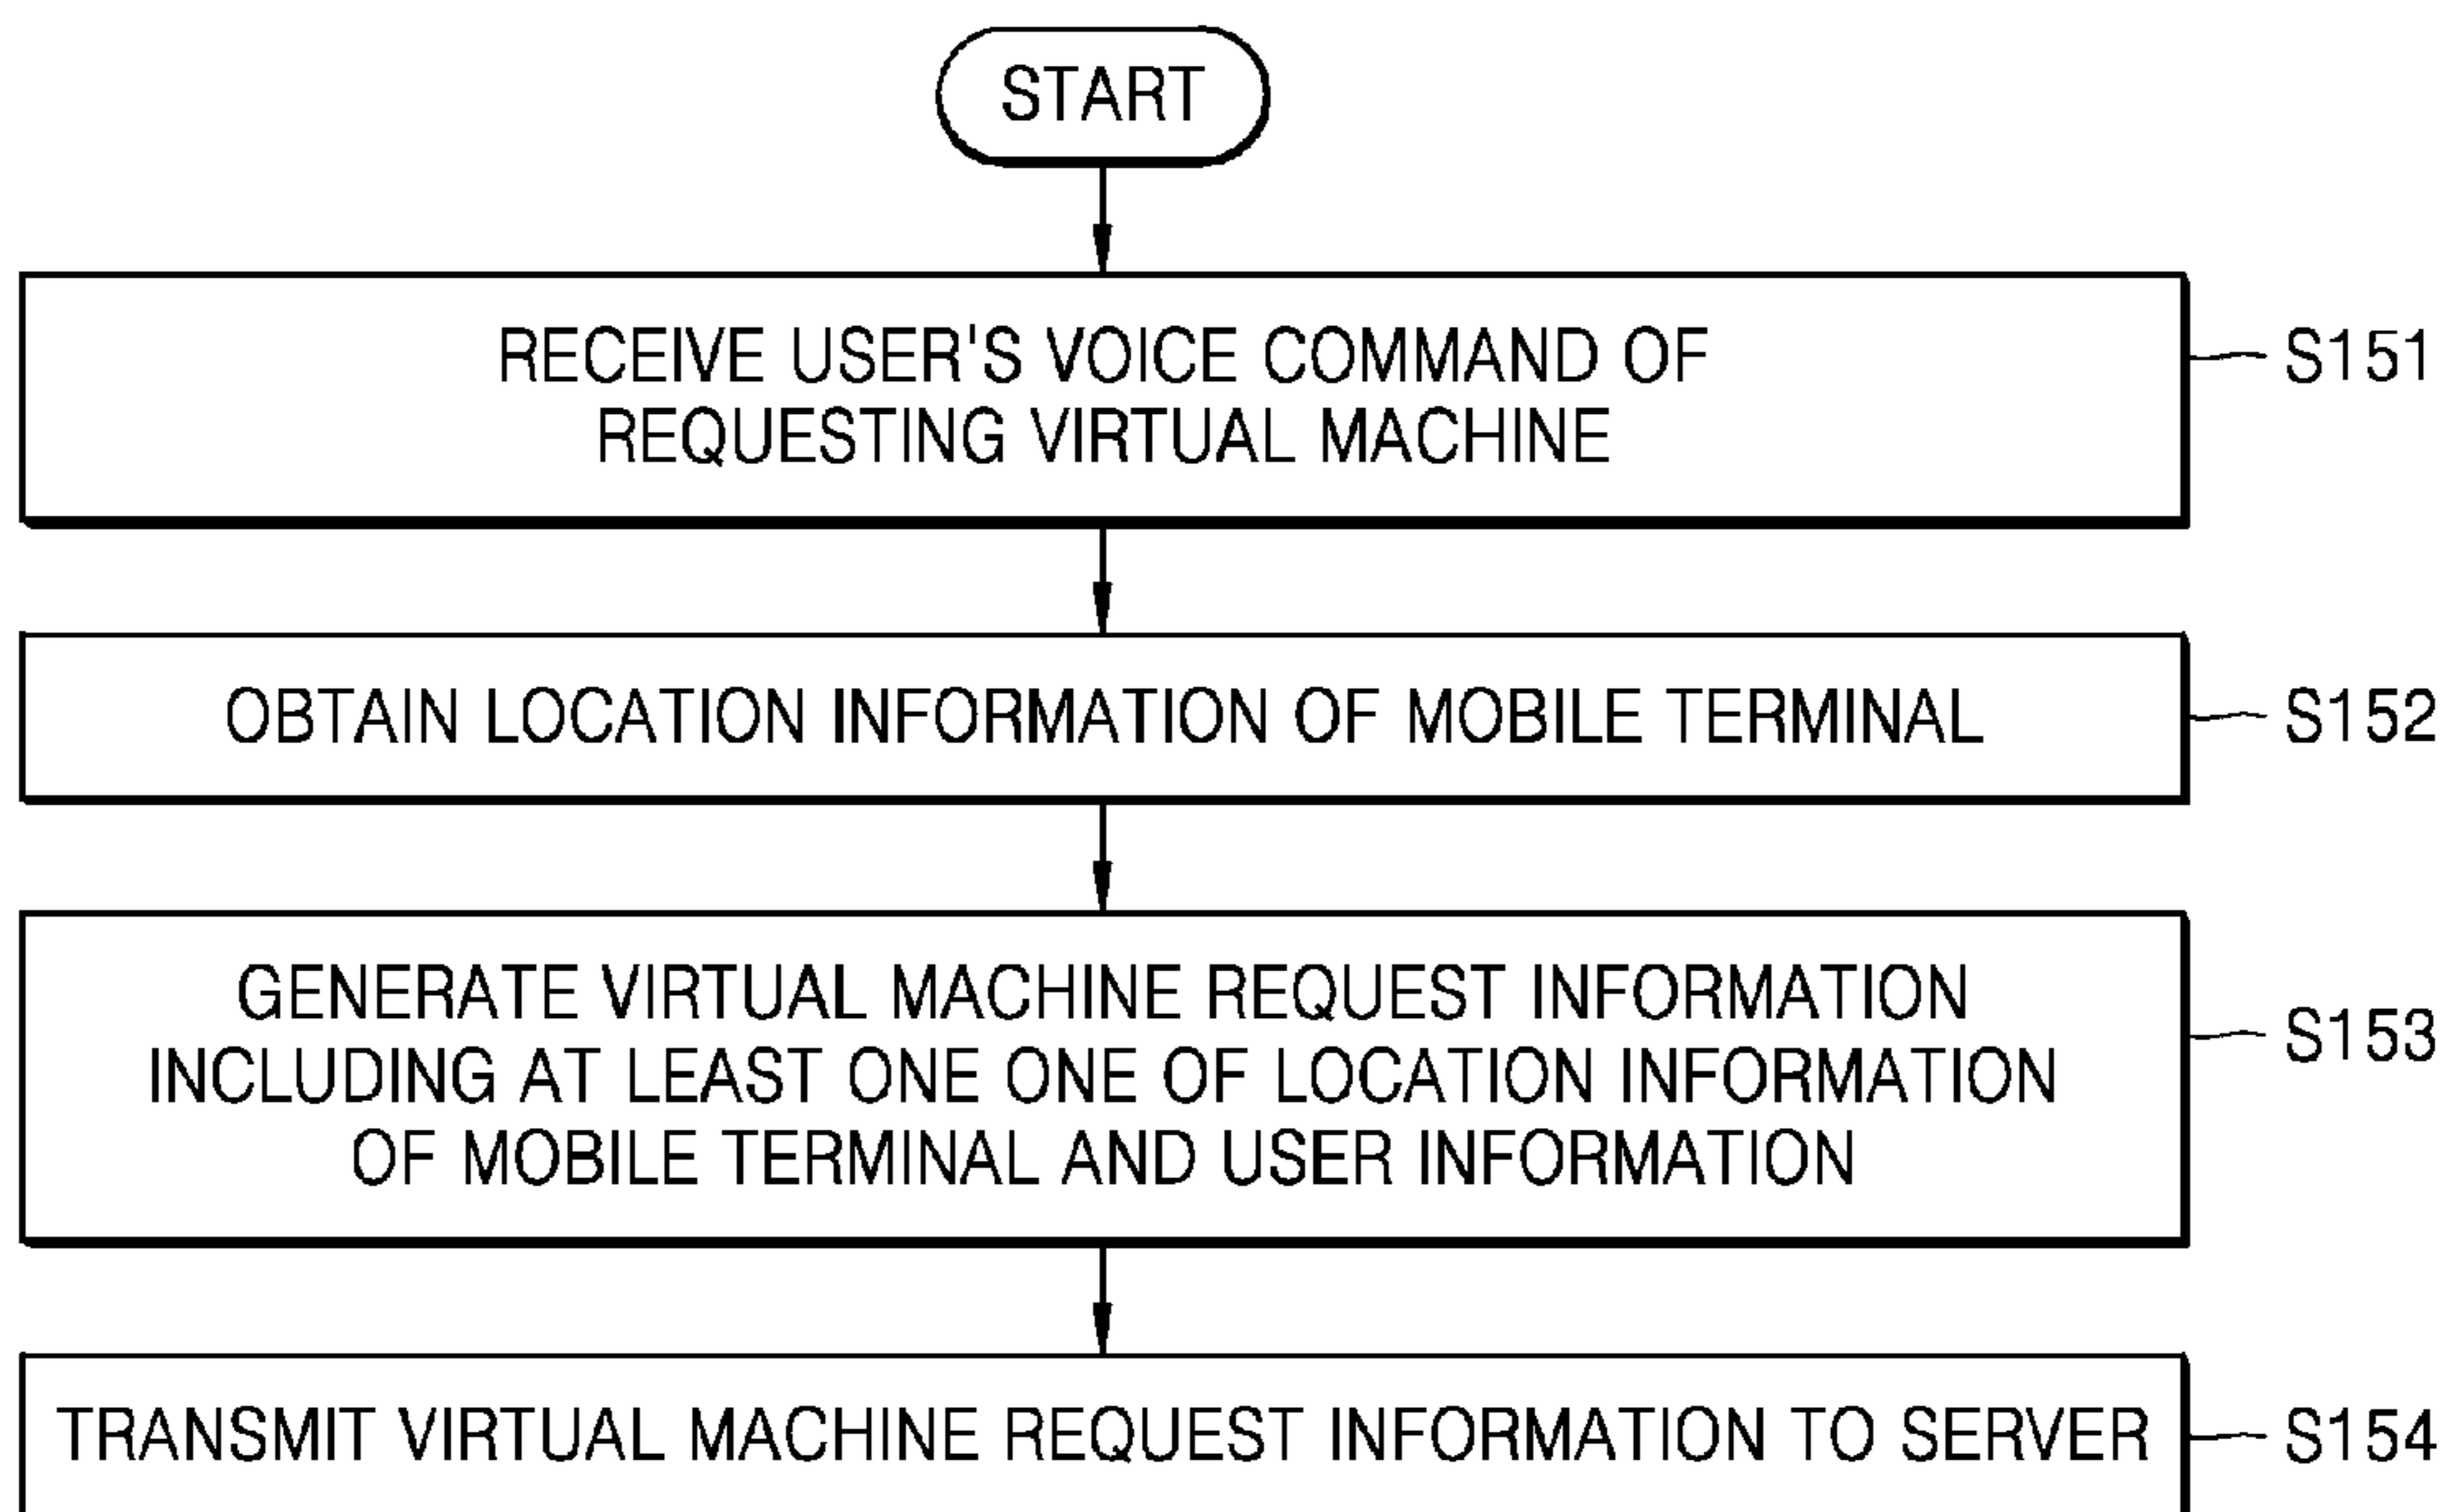 START
RECEIVE USER'S VOICE COMMAND OF
REQUESTING VIRTUAL MACHINE
S151
OBTAIN LOCATION INFORMATION OF MOBILE TERMINAL
S152
GENERATE VIRTUAL MACHINE REQUEST INFORMATION
INCLUDING AT LEAST ONE ONE OF LOCATION INFORMATION
OF MOBILE TERMINAL AND USER INFORMATION
S153
TRANSMIT VIRTUAL MACHINE REQUEST INFORMATION TO SERVER
S154